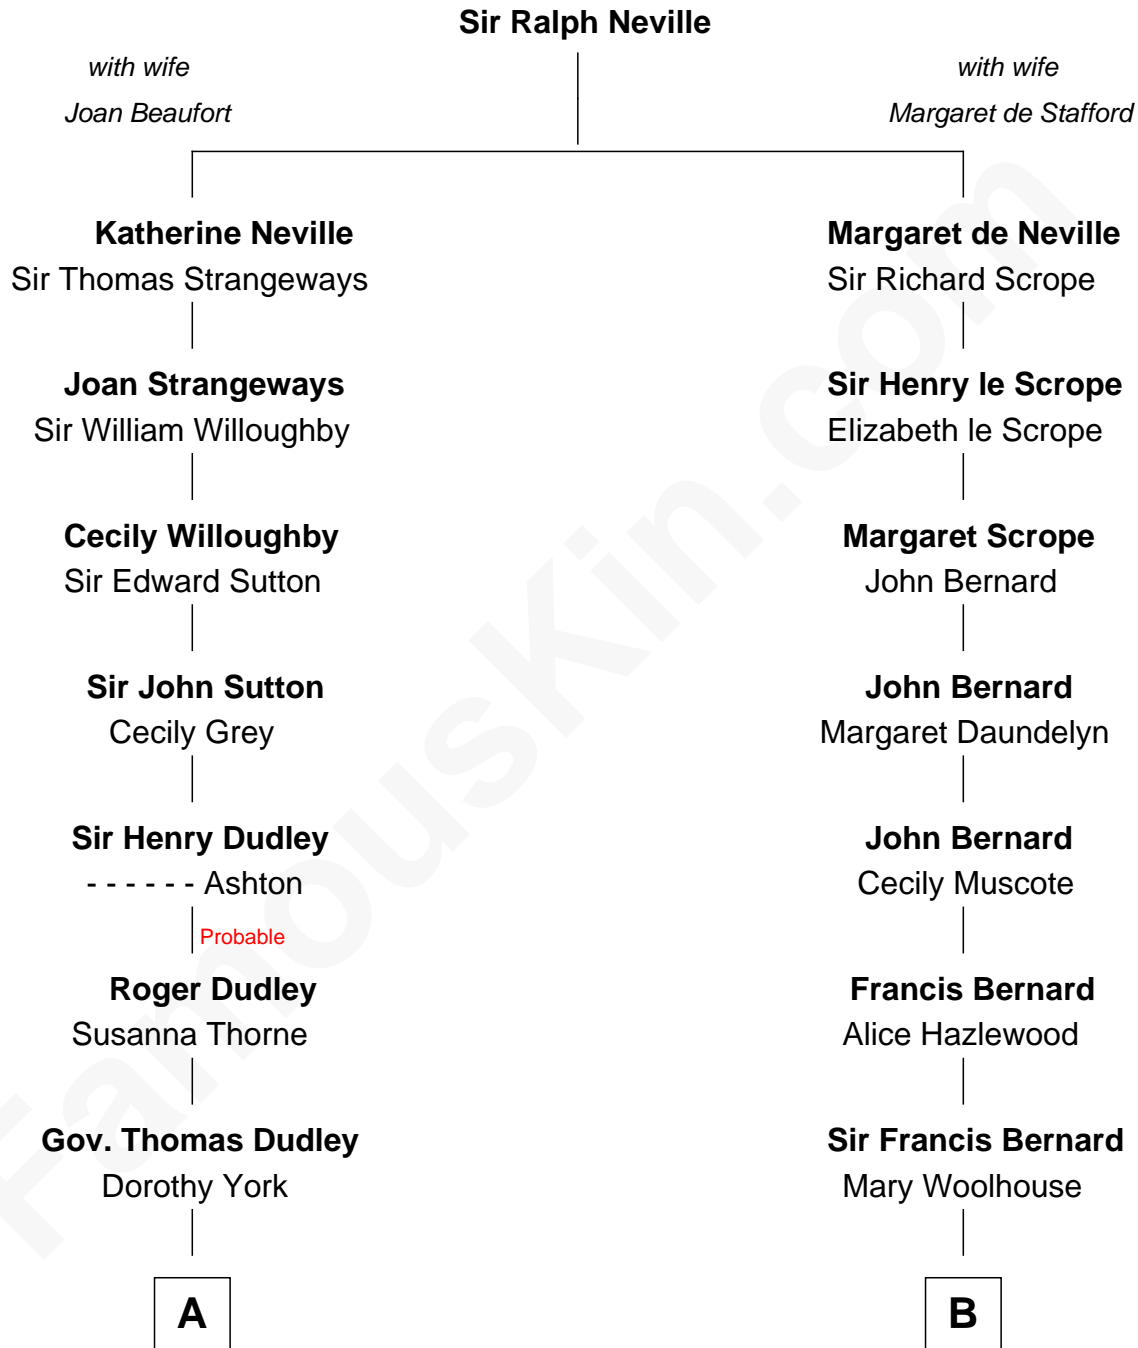 Sir Ralph Neville
with wife
Joan Beaufort
with wife
Margaret de Stafford
Katherine Neville
Sir Thomas Strangeways
Margaret de Neville
Sir Richard Scrope
Joan Strangeways
Sir William Willoughby
Sir Henry le Scrope
Elizabeth le Scrope
Cecily Willoughby
Sir Edward Sutton
Margaret Scrope
John Bernard
Sir John Sutton
Cecily Grey
John Bernard
Margaret Daundelyn
Sir Henry Dudley
- - - - - - Ashton
John Bernard
Cecily Muscote
Probable
Roger Dudley
Susanna Thorne
Francis Bernard
Alice Hazlewood
Gov. Thomas Dudley
Dorothy York
Sir Francis Bernard
Mary Woolhouse
A
B
FamousKin.com